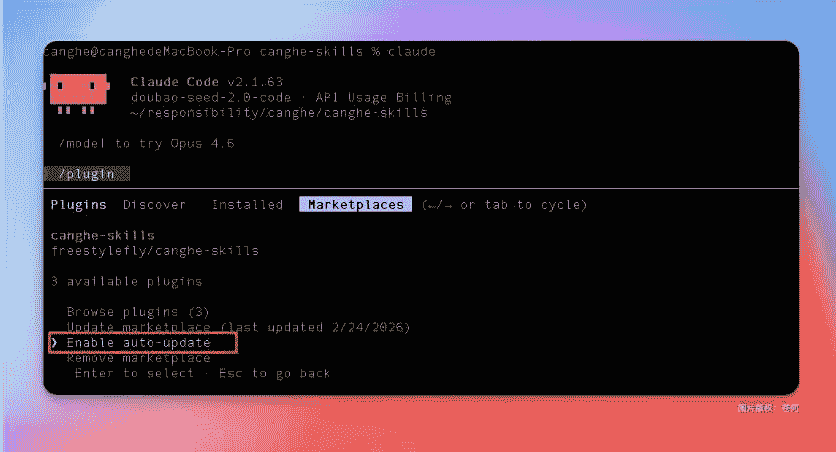 canghe@canghedeMacBook-Pro canghe-skills % claude
Claude Code v2.1.63
doubao-seed-2.0-code · API Usage Billing
~/responsibility/canghe/canghe-skills
/model to try Opus 4.6
/plugin
Plugins Discover Installed Marketplaces (←/→ or tab to cycle)
canghe-skills
freestylefly/canghe-skills
3 available plugins
Browse plugins (3)
Update marketplace (last updated 2/24/2026)
❯ Enable auto-update
Remove marketplace
Enter to select · Esc to go back